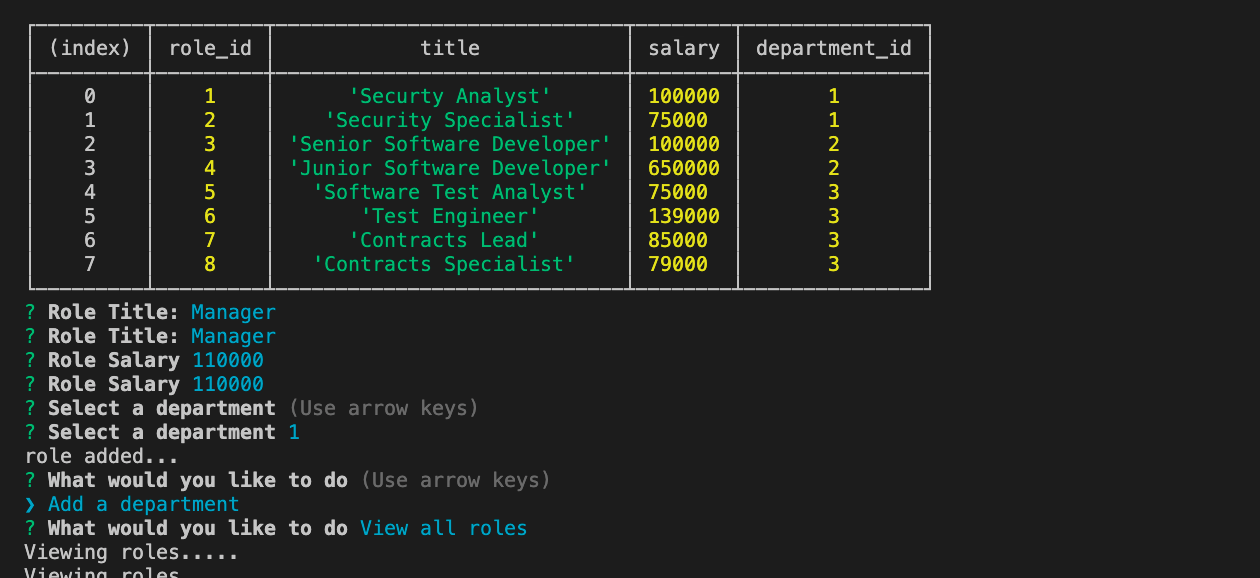 (index) role_id title salary department_id
0 1 'Securty Analyst' 100000 1
1 2 'Security Specialist' 75000 1
2 3 'Senior Software Developer' 100000 2
3 4 'Junior Software Developer' 650000 2
4 5 'Software Test Analyst' 75000 3
5 6 'Test Engineer' 139000 3
6 7 'Contracts Lead' 85000 3
7 8 'Contracts Specialist' 79000 3
? Role Title: Manager
? Role Title: Manager
? Role Salary 110000
? Role Salary 110000
? Select a department (Use arrow keys)
? Select a department 1
role added...
? What would you like to do (Use arrow keys)
❯ Add a department
? What would you like to do View all roles
Viewing roles.....
Viewing roles